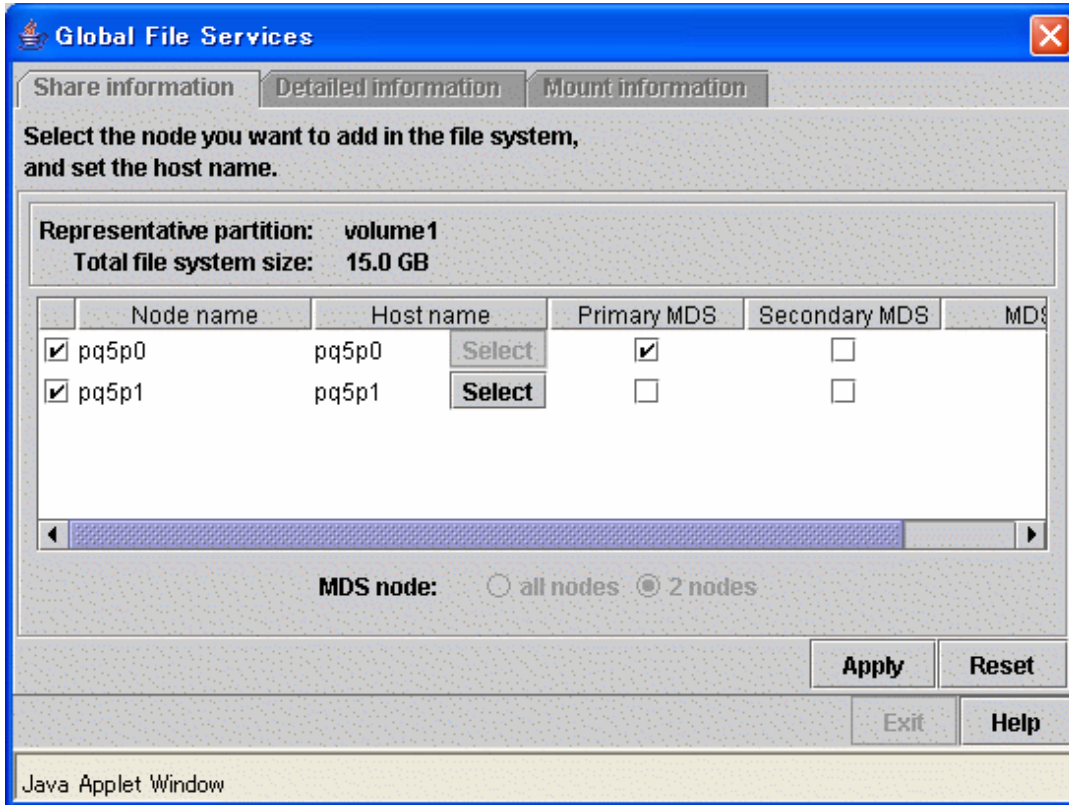 Global File Services
Share information Detailed information Mount information
Select the node you want to add in the file system,
and set the host name.
Representative partition: volume1
Total file system size: 15.0 GB
Node name Host name Primary MDS Secondary MDS MDS
pq5p0 pq5p0 Select
pq5p1 pq5p1 Select
MDS node: all nodes 2 nodes
Apply Reset
Exit Help
Java Applet Window